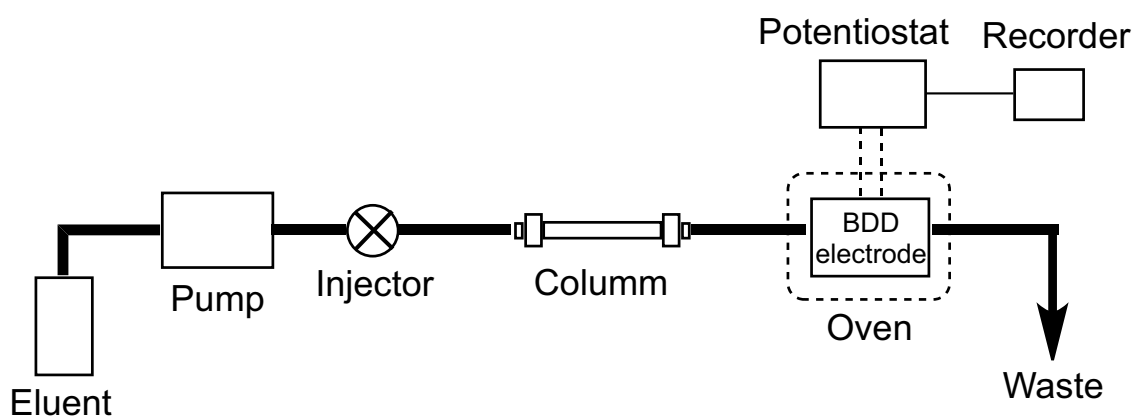 Potentiostat
Recorder
BDD
electrode
Pump
Injector
Columm
Oven
Eluent
Waste